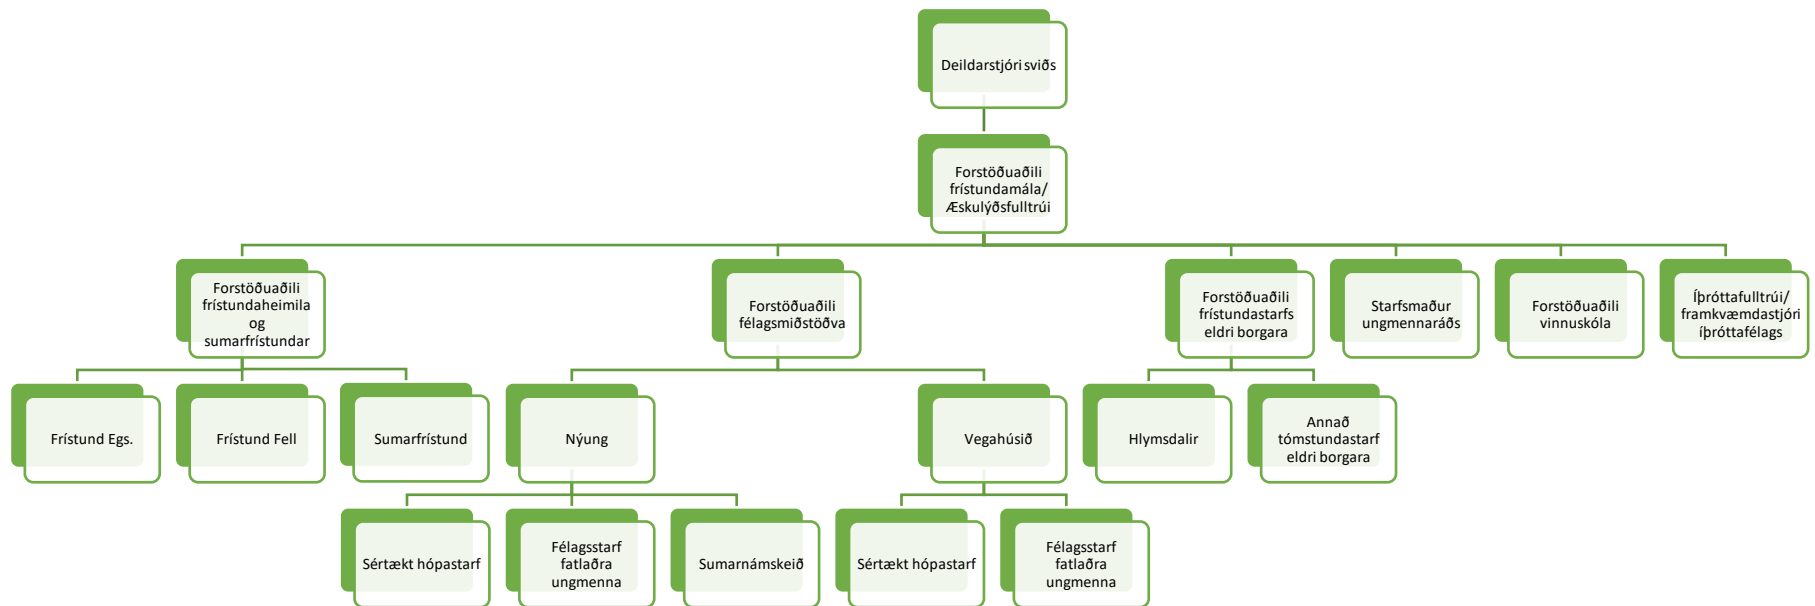 Deildarstjóri sviðs
Forstöðuaðili
frístundamála/
Æskulýðsfulltrúi
Forstöðuaðili
frístundaheimila
og
sumarfrístundar
Forstöðuaðili
félagsmiðstöðva
Forstöðuaðili
frístundastarfs
eldri borgara
Starfsmaður
ungmennaráðs
Forstöðuaðili
vinnuskóla
Íþróttafulltrúi/
framkvæmdastjóri
íþróttafélags
Frístund Egs.
Frístund Fell
Sumarfrístund
Nýung
Vegahúsið
Hlymsdalir
Annað
tómstundastarf
eldri borgara
Sértækt hópastarf
Félagsstarf
fatlaðra
ungmenna
Sumarnámskeið
Sértækt hópastarf
Félagsstarf
fatlaðra
ungmenna